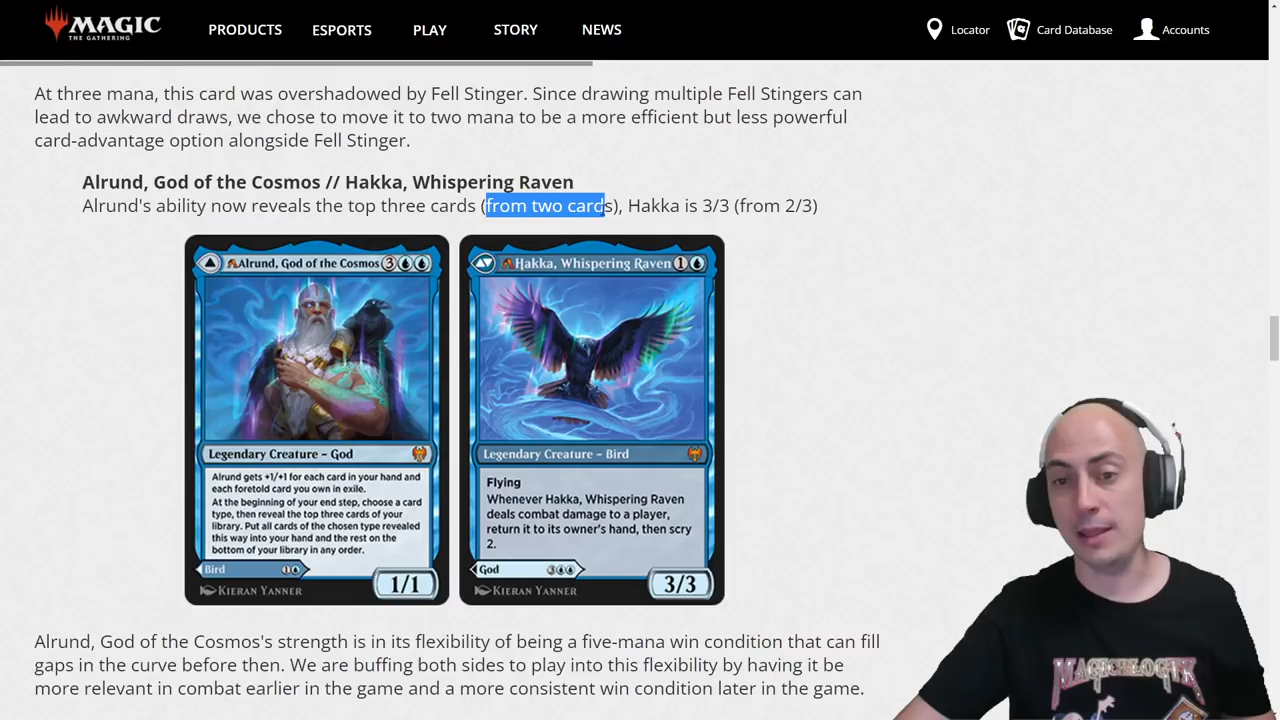 MAGIC
THE GATHERING
PRODUCTS
ESPORTS
PLAY
STORY
NEWS
Locator
Card Database
Accounts
At three mana, this card was overshadowed by Fell Stinger. Since drawing multiple Fell Stingers can
lead to awkward draws, we chose to move it to two mana to be a more efficient but less powerful
card-advantage option alongside Fell Stinger.
Alrund, God of the Cosmos // Hakka, Whispering Raven
Alrund's ability now reveals the top three cards (from two cards), Hakka is 3/3 (from 2/3)
Alrund, God of the Cosmos 3
Legendary Creature – God
Alrund gets +1/+1 for each card in your hand and
each foretold card you own in exile.
At the beginning of your end step, choose a card
type, then reveal the top three cards of your
library. Put all cards of the chosen type revealed
this way into your hand and the rest on the
bottom of your library in any order.
Bird 1
1/1
KIERAN YANNER
Hakka, Whispering Raven 1
Legendary Creature – Bird
Flying
Whenever Hakka, Whispering Raven
deals combat damage to a player,
return it to its owner's hand, then scry
2.
God 3
3/3
KIERAN YANNER
Alrund, God of the Cosmos's strength is in its flexibility of being a five-mana win condition that can fill
gaps in the curve before then. We are buffing both sides to play into this flexibility by having it be
more relevant in combat earlier in the game and a more consistent win condition later in the game.